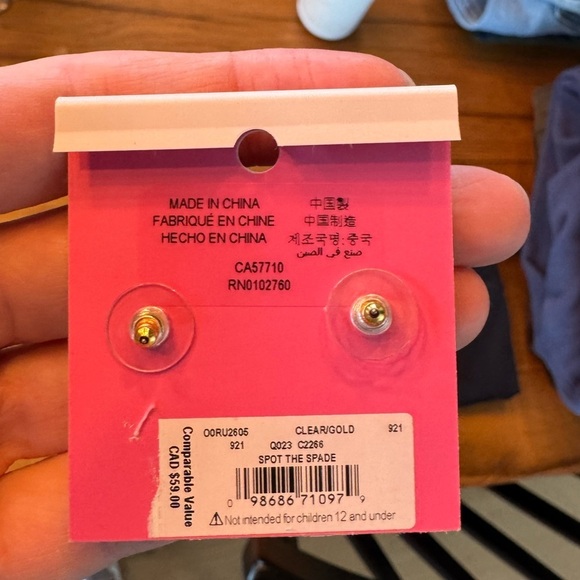 MADE IN CHINA
FABRIQUÉ EN CHINE
HECHO EN CHINA
中国製
中国制造
제조국명:중국
صنع في الصين
CA57710
RN0102760
O0RU2605 CLEAR/GOLD 921
921 Q023 C2266
SPOT THE SPADE
0 98686 71097 9
Not intended for children 12 and under
Comparable Value
CAD $59.00